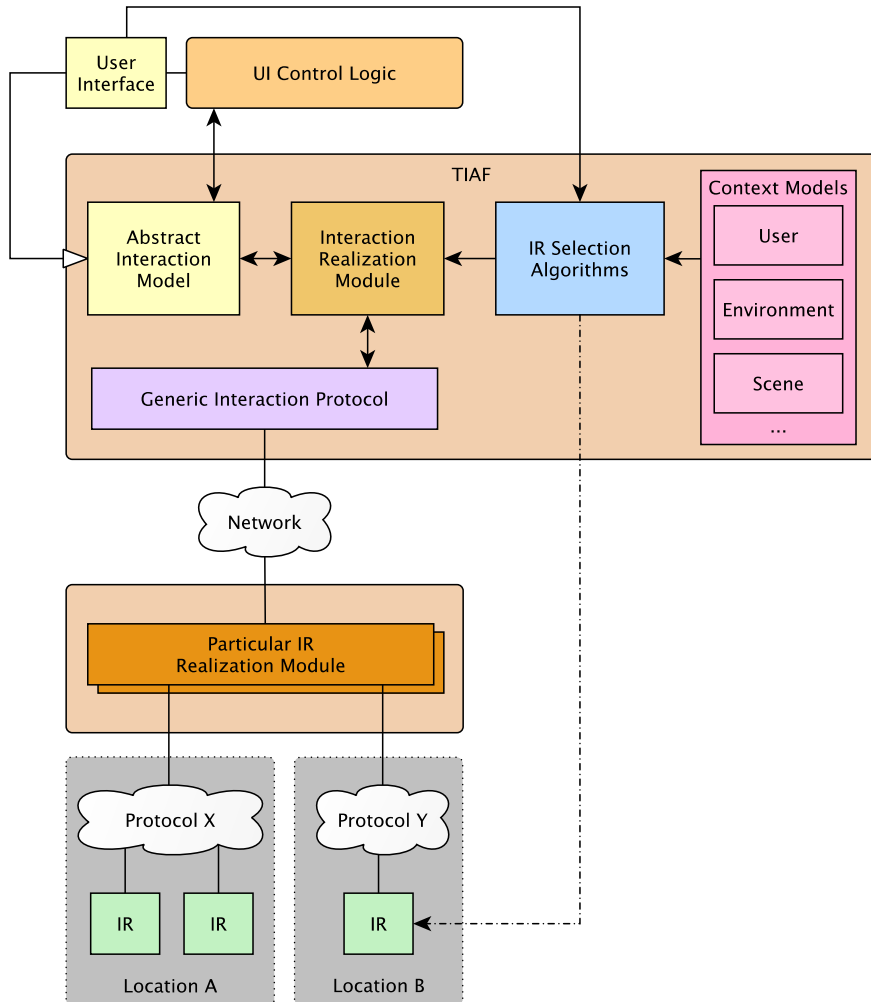 User
Interface
UI Control Logic
TIAF
Context Models
Abstract
Interaction
Model
Interaction
Realization
Module
IR Selection
Algorithms
User
Environment
Scene
...
Generic Interaction Protocol
Network
Particular IR
Realization Module
Protocol X
Protocol Y
IR
IR
IR
Location A
Location B